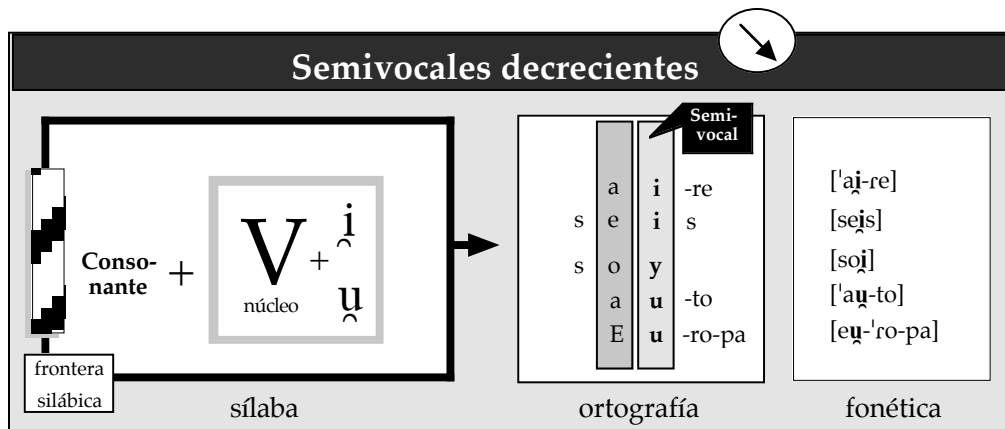 Semivocales decrecientes
Conso-
nante
+
V
núcleo
+
i̯
u̯
frontera
silábica
sílaba
Semi-
vocal
a i -re
s e i s
s o y
a u -to
E u -ro-pa
ortografía
[ˈai̯-ɾe]
[sei̯s]
[soi̯]
[ˈau̯-to]
[eu̯-ˈɾo-pa]
fonética